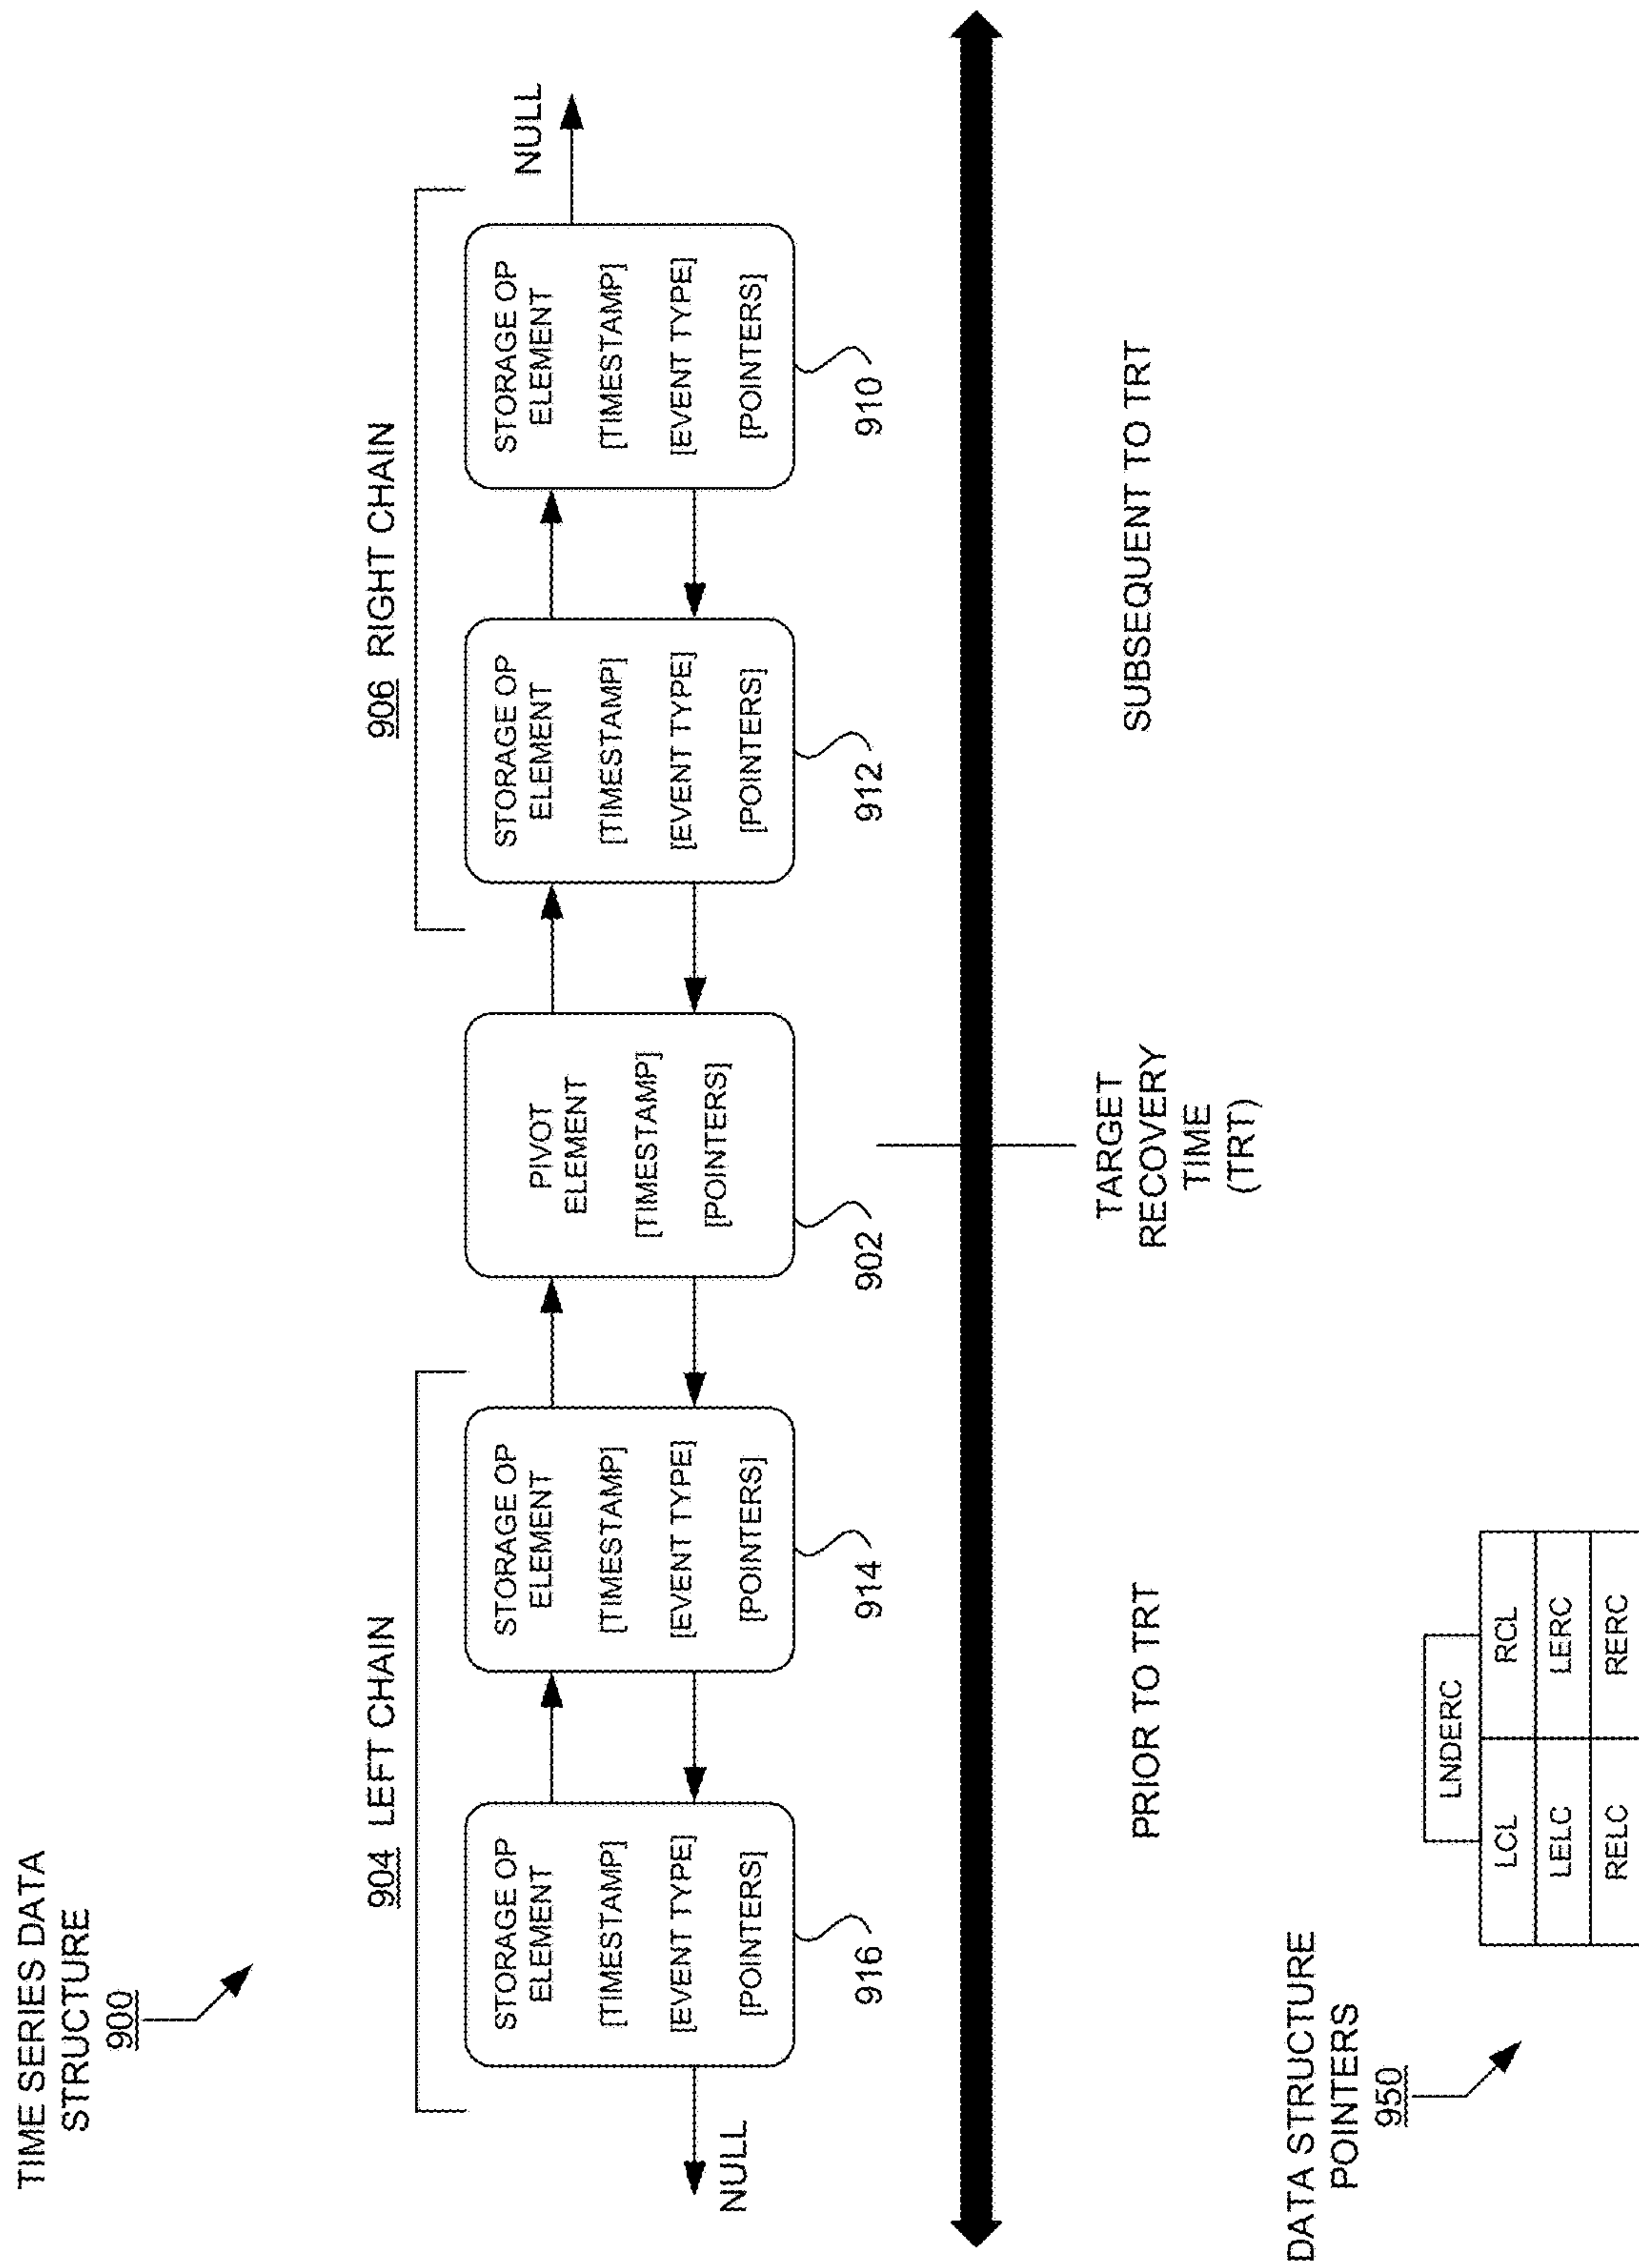 TIME SERIES DATA
STRUCTURE
900
904 LEFT CHAIN
906 RIGHT CHAIN
NULL
STORAGE OP
ELEMENT
[TIMESTAMP]
[EVENT TYPE]
[POINTERS]
916
STORAGE OP
ELEMENT
[TIMESTAMP]
[EVENT TYPE]
[POINTERS]
914
PIVOT
ELEMENT
[TIMESTAMP]
[POINTERS]
902
STORAGE OP
ELEMENT
[TIMESTAMP]
[EVENT TYPE]
[POINTERS]
912
STORAGE OP
ELEMENT
[TIMESTAMP]
[EVENT TYPE]
[POINTERS]
910
NULL
PRIOR TO TRT
TARGET
RECOVERY
TIME
(TRT)
SUBSEQUENT TO TRT
DATA STRUCTURE
POINTERS
950
LNDERC
LCL RCL
LELC LERC
RELC RERC